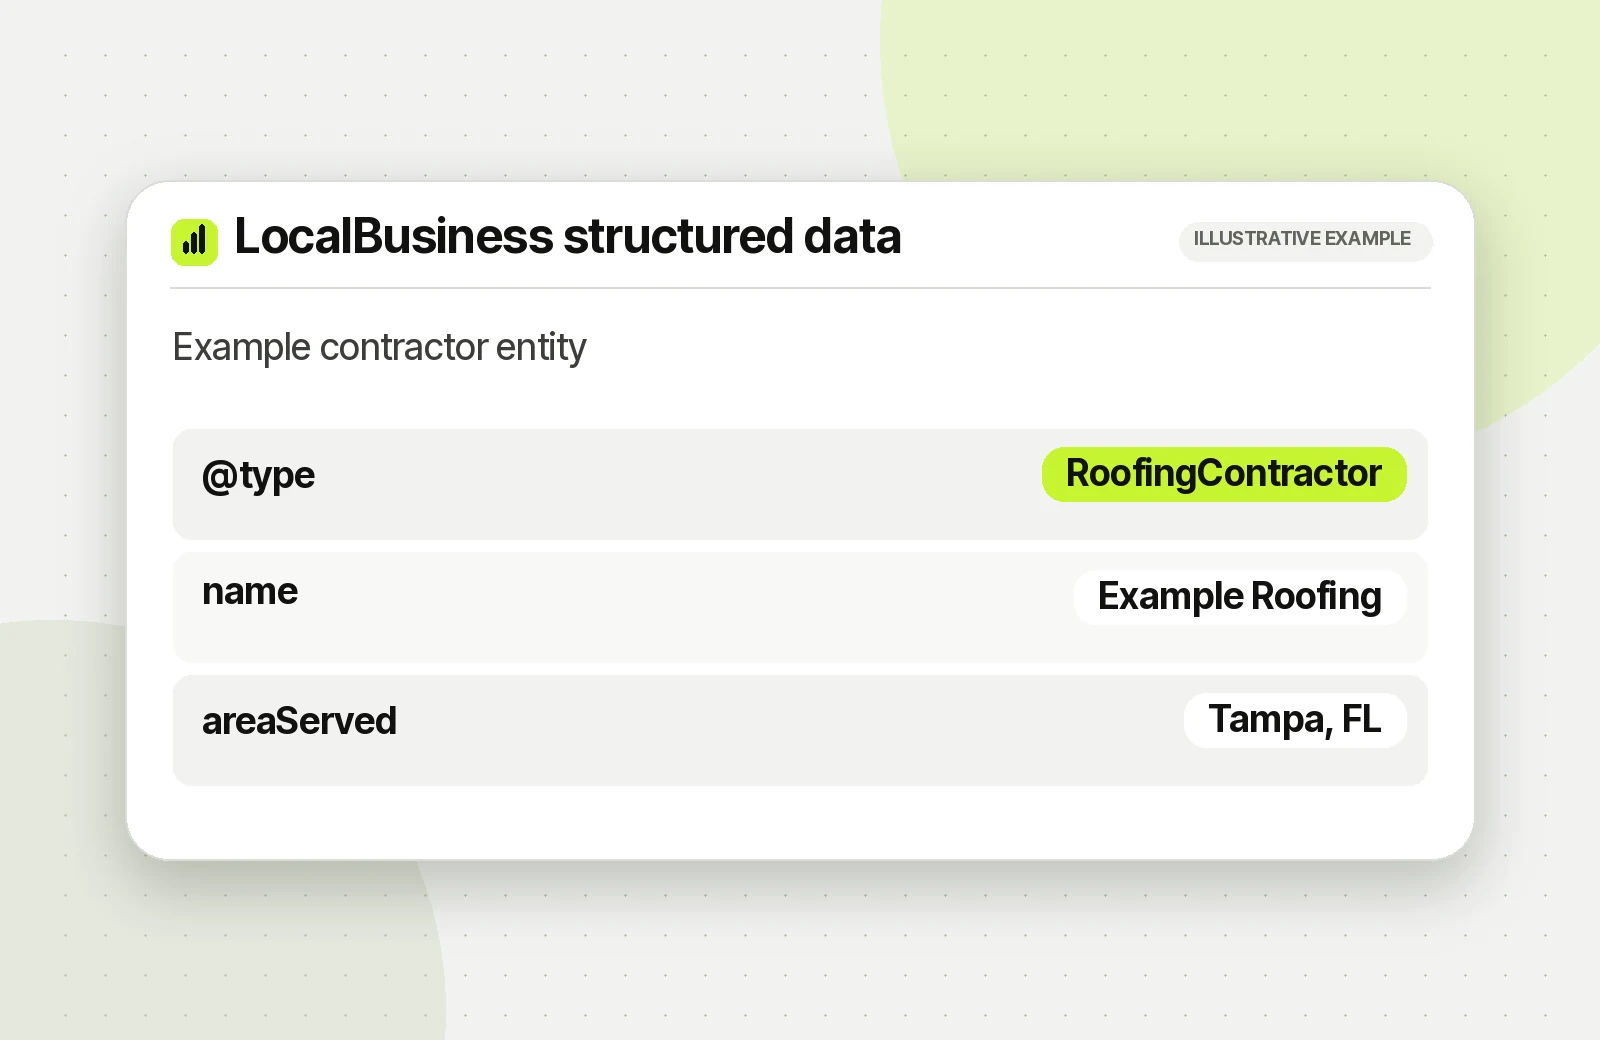 LocalBusiness structured data
ILLUSTRATIVE EXAMPLE
Example contractor entity
@type
RoofingContractor
name
Example Roofing
areaServed
Tampa, FL